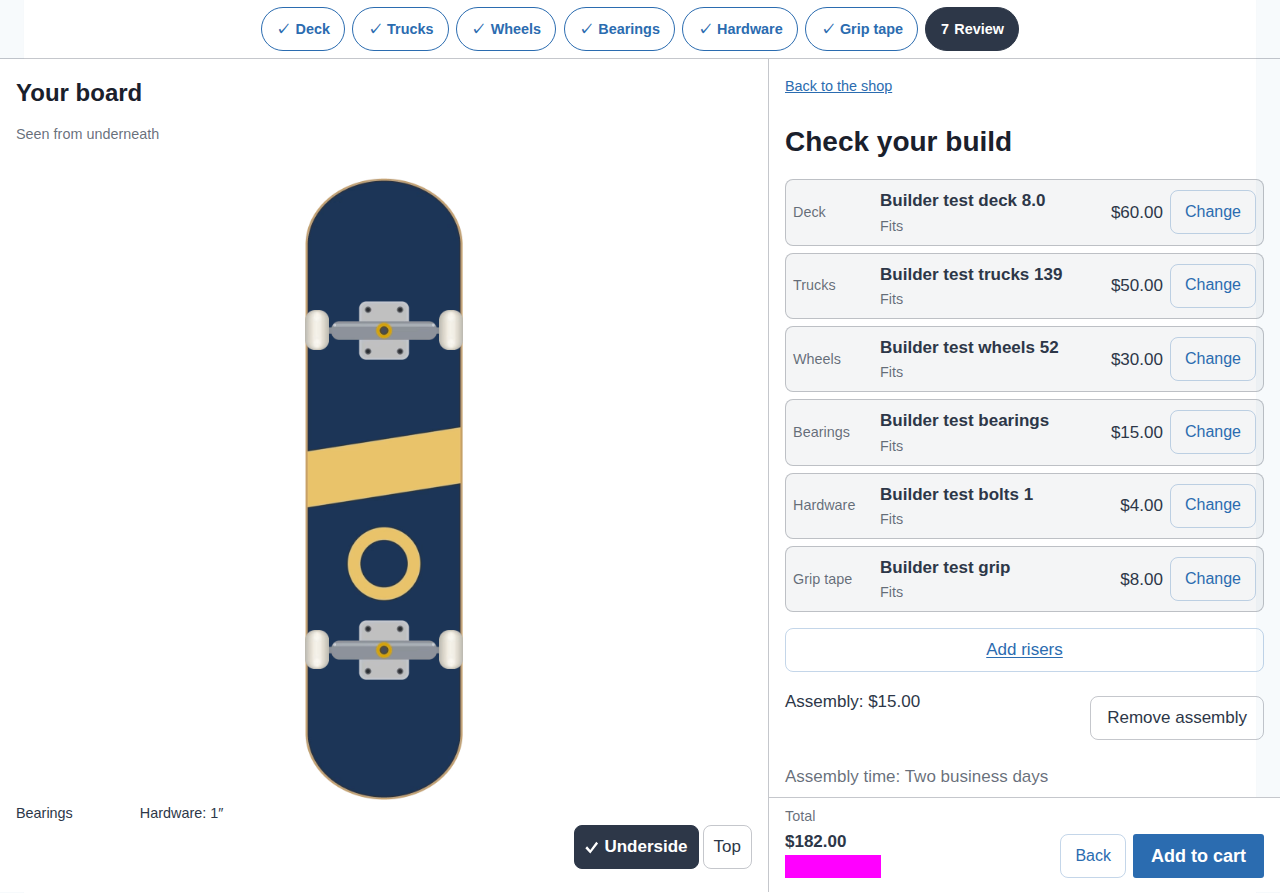 ✓ Deck
✓ Trucks
✓ Wheels
✓ Bearings
✓ Hardware
✓ Grip tape
7 Review
Your board
Seen from underneath
Bearings
Hardware: 1″
✓ Underside
Top
Back to the shop
Check your build
Deck
Builder test deck 8.0
Fits
$60.00
Change
Trucks
Builder test trucks 139
Fits
$50.00
Change
Wheels
Builder test wheels 52
Fits
$30.00
Change
Bearings
Builder test bearings
Fits
$15.00
Change
Hardware
Builder test bolts 1
Fits
$4.00
Change
Grip tape
Builder test grip
Fits
$8.00
Change
Add risers
Assembly: $15.00
Remove assembly
Assembly time: Two business days
Total
$182.00
Back
Add to cart